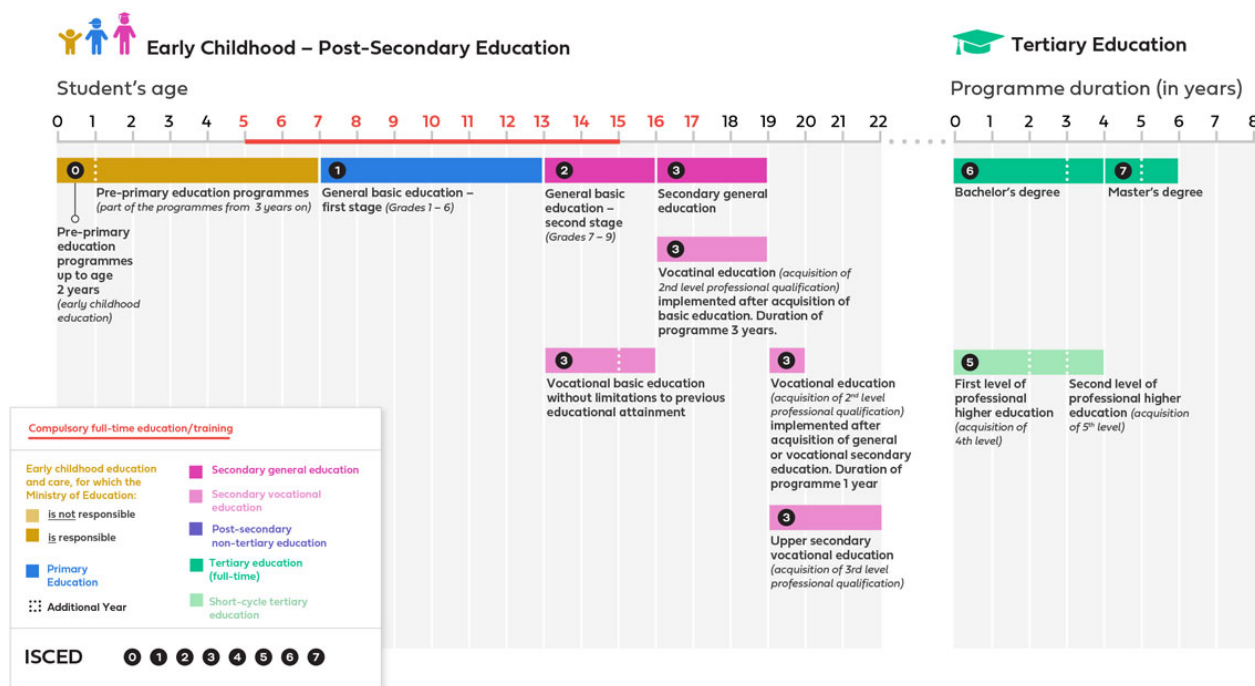 Early Childhood – Post-Secondary Education
Student's age
0 1 2 3 4 5 6 7 8 9 10 11 12 13 14 15 16 17 18 19 20 21 22
0
Pre-primary education programmes
(part of the programmes from 3 years on)
Pre-primary
education
programmes
up to age
2 years
(early childhood
education)
1
General basic education –
first stage (Grades 1 – 6)
2
General basic
education –
second stage
(Grades 7 – 9)
3
Secondary general
education
3
Vocatinal education (acquisition of
2nd level professional qualification)
implemented after acquisition of
basic education. Duration of
programme 3 years.
3
Vocational basic education
without limitations to previous
educational attainment
3
Vocational education
(acquisition of 2nd level
professional qualification)
implemented after
acquisition of general
or vocational secondary
education. Duration of
programme 1 year
3
Upper secondary
vocational education
(acquisition of 3rd level
professional qualification)
Tertiary Education
Programme duration (in years)
0 1 2 3 4 5 6 7 8
6
Bachelor's degree
7
Master's degree
5
First level of
professional
higher education
(acquisition of
4th level)
Second level of
professional higher
education (acquisition
of 5th level)
Compulsory full-time education/training
Early childhood education
and care, for which the
Ministry of Education:
is not responsible
is responsible
Primary
Education
Additional Year
Secondary general education
Secondary vocational
education
Post-secondary
non-tertiary education
Tertiary education
(full-time)
Short-cycle tertiary
education
ISCED 0 1 2 3 4 5 6 7